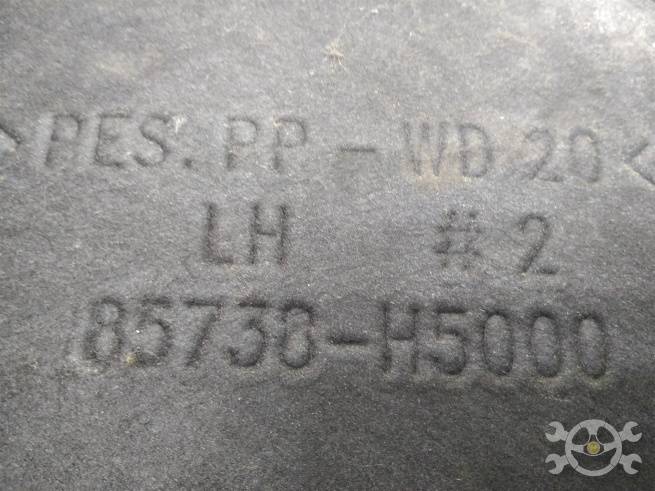 >PES. PP - WD 20<
LH #2
85730-H5000